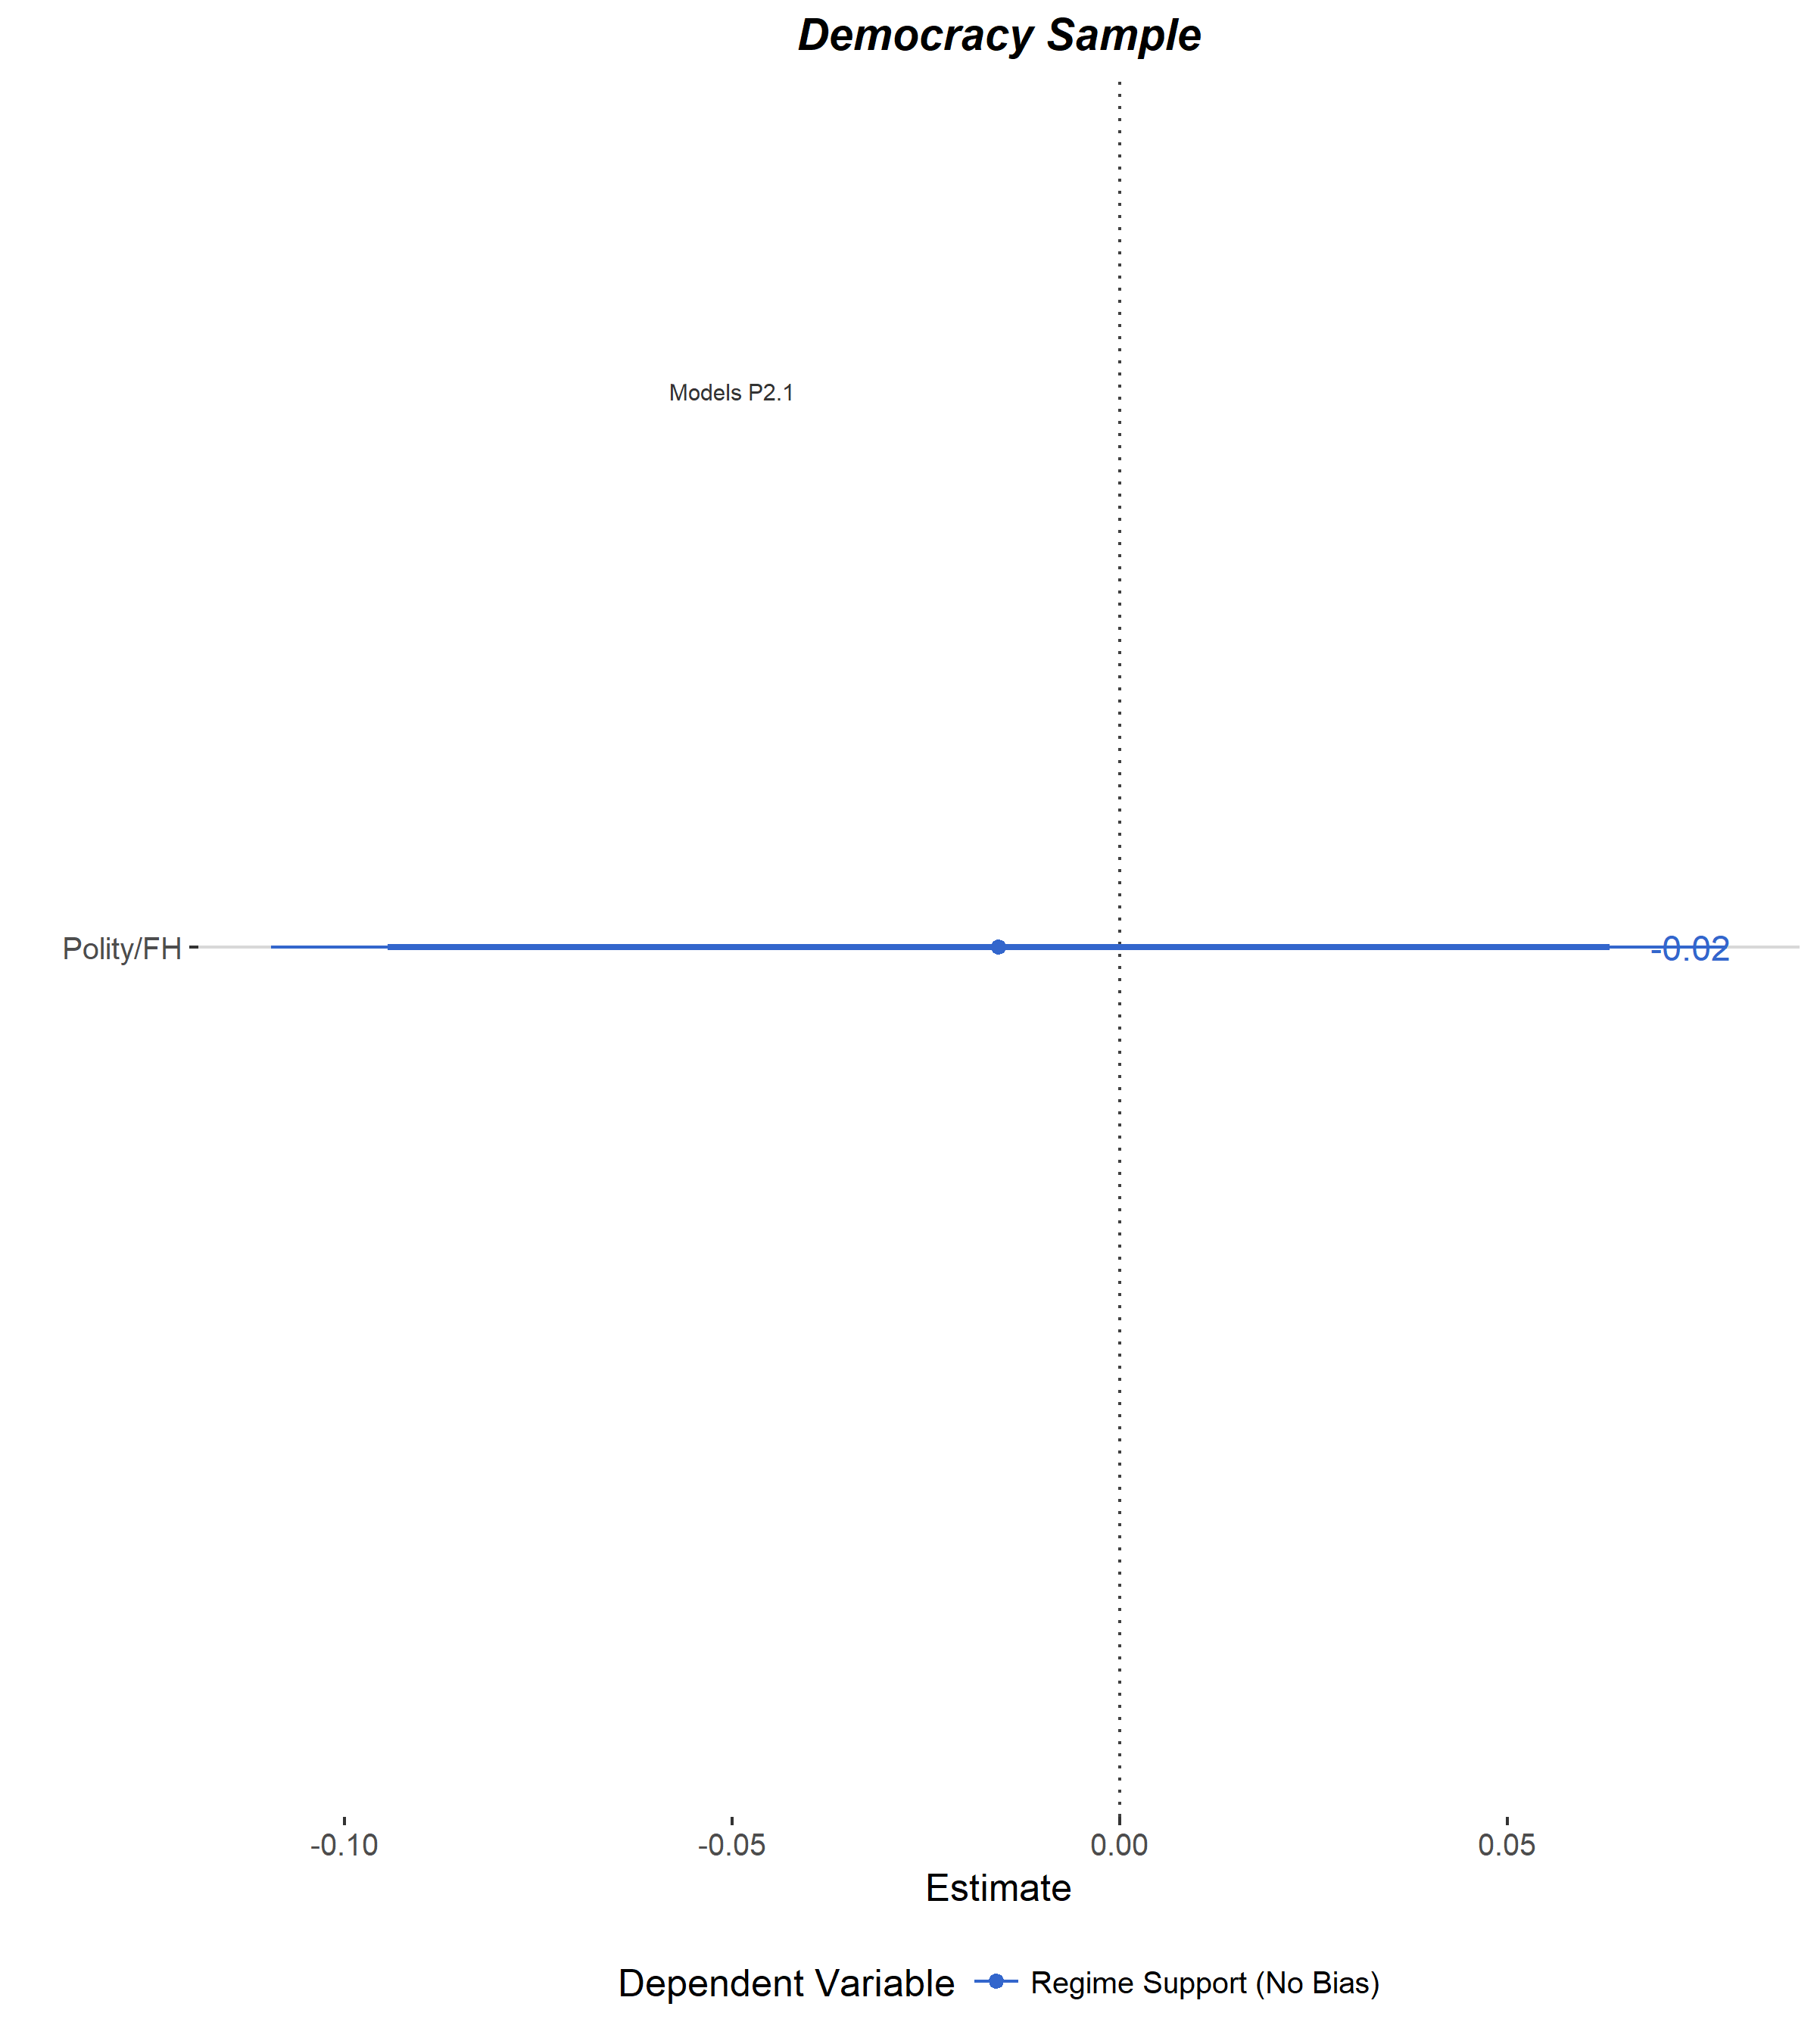 Democracy Sample
Models P2.1
Polity/FH
-0.02
-0.10
-0.05
0.00
0.05
Estimate
Dependent Variable
Regime Support (No Bias)